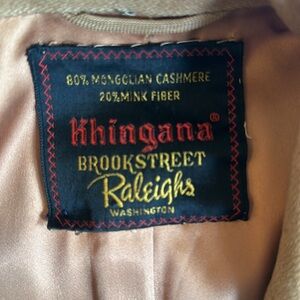 80% MONGOLIAN CASHMERE
20% MINK FIBER
Khingana®
BROOKSTREET
Raleighs
WASHINGTON